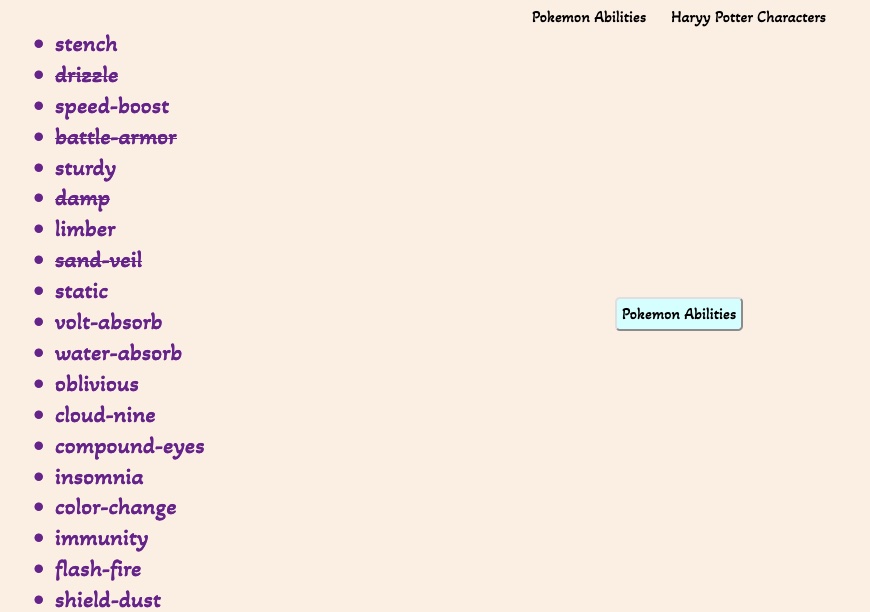 Pokemon Abilities Haryy Potter Characters
stench
drizzle
speed-boost
battle-armor
sturdy
damp
limber
sand-veil
static
volt-absorb
water-absorb
oblivious
cloud-nine
compound-eyes
insomnia
color-change
immunity
flash-fire
shield-dust
Pokemon Abilities